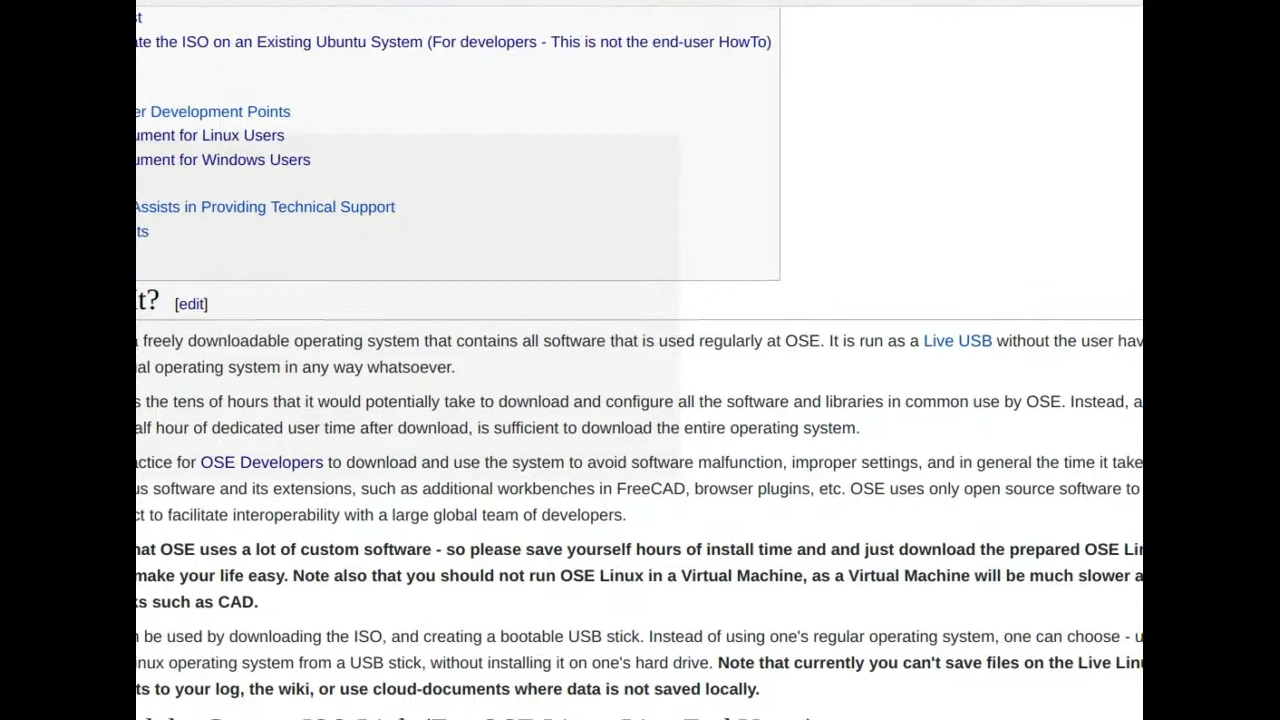 st
ate the ISO on an Existing Ubuntu System (For developers - This is not the end-user HowTo)
er Development Points
ument for Linux Users
ument for Windows Users
Assists in Providing Technical Support
ts
it? [edit]
freely downloadable operating system that contains all software that is used regularly at OSE. It is run as a Live USB without the user hav
al operating system in any way whatsoever.
s the tens of hours that it would potentially take to download and configure all the software and libraries in common use by OSE. Instead, a
alf hour of dedicated user time after download, is sufficient to download the entire operating system.
actice for OSE Developers to download and use the system to avoid software malfunction, improper settings, and in general the time it take
us software and its extensions, such as additional workbenches in FreeCAD, browser plugins, etc. OSE uses only open source software to
ct to facilitate interoperability with a large global team of developers.
hat OSE uses a lot of custom software - so please save yourself hours of install time and and just download the prepared OSE Lin
make your life easy. Note also that you should not run OSE Linux in a Virtual Machine, as a Virtual Machine will be much slower a
ks such as CAD.
n be used by downloading the ISO, and creating a bootable USB stick. Instead of using one's regular operating system, one can choose - u
inux operating system from a USB stick, without installing it on one's hard drive. Note that currently you can't save files on the Live Linu
ts to your log, the wiki, or use cloud-documents where data is not saved locally.